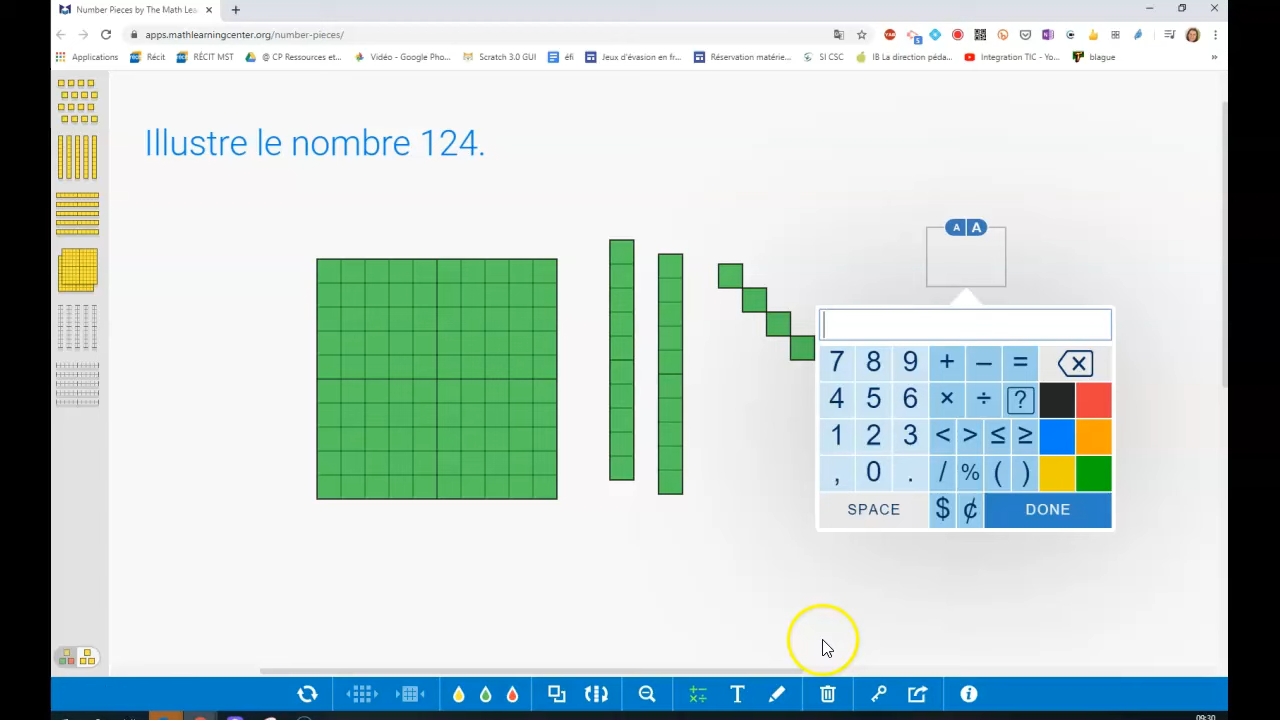 Number Pieces by The Math Lea
apps.mathlearningcenter.org/number-pieces/
Applications
Récit
RÉCIT MST
@ CP Ressources et...
Vidéo - Google Pho...
Scratch 3.0 GUI
éfi
Jeux d'évasion en fr...
Réservation matérie...
SI CSC
IB La direction péda...
Integration TIC - Yo...
blague
»
Illustre le nombre 124.
A A
7 8 9 + – =
4 5 6 × ÷ ?
1 2 3 < > ≤ ≥
, 0 . / % ( )
SPACE $ ¢ DONE
T
09:30